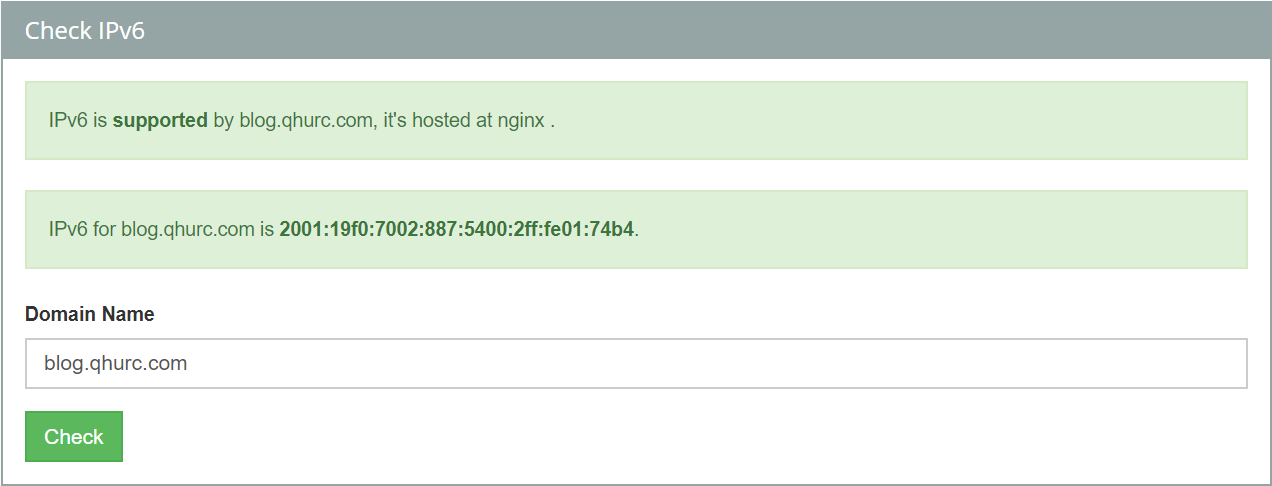 Check IPv6
IPv6 is supported by blog.qhurc.com, it's hosted at nginx .
IPv6 for blog.qhurc.com is 2001:19f0:7002:887:5400:2ff:fe01:74b4.
Domain Name
blog.qhurc.com
Check